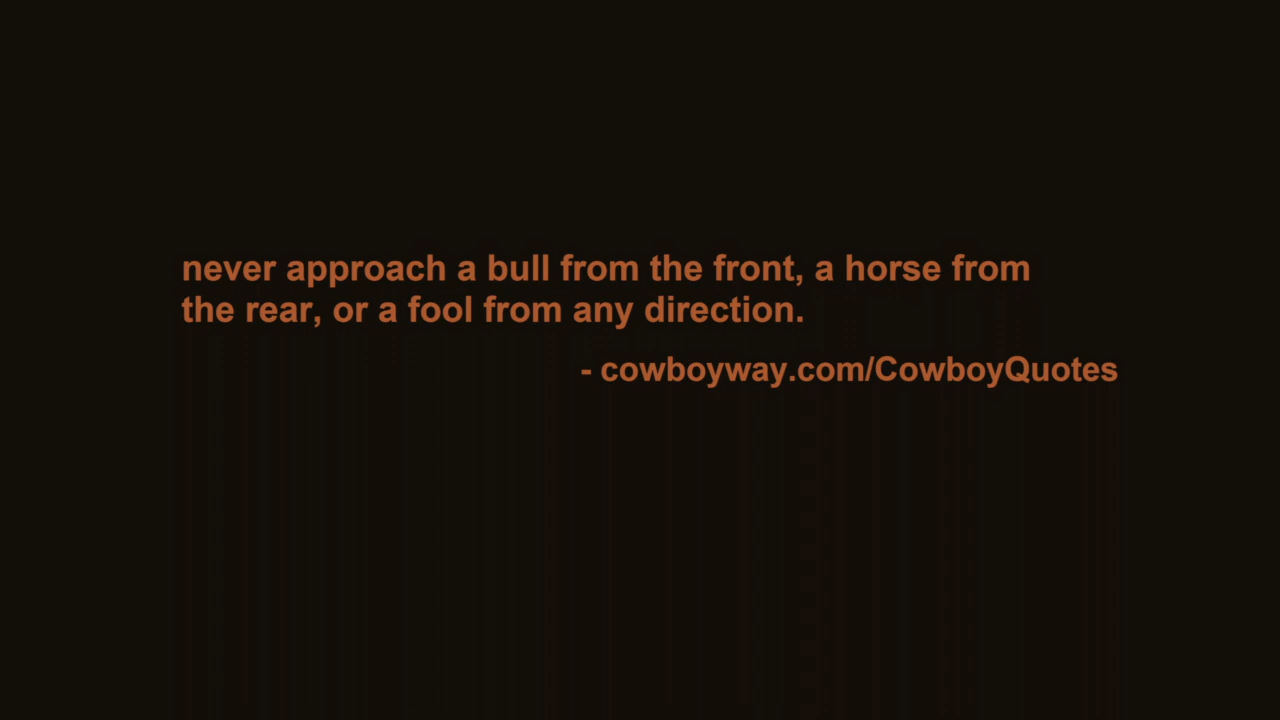 never approach a bull from the front, a horse from
the rear, or a fool from any direction.
- cowboyway.com/CowboyQuotes